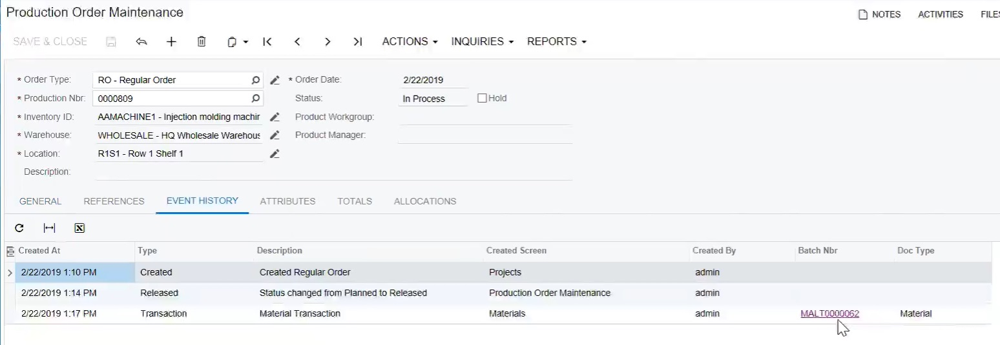 Production Order Maintenance
NOTES ACTIVITIES FILES
SAVE & CLOSE ACTIONS INQUIRIES REPORTS
* Order Type: RO - Regular Order * Order Date: 2/22/2019
* Production Nbr: 0000809 Status: In Process Hold
* Inventory ID: AAMACHINE1 - Injection molding machin Product Workgroup:
* Warehouse: WHOLESALE - HQ Wholesale Warehous Product Manager:
* Location: R1S1 - Row 1 Shelf 1
Description:
GENERAL REFERENCES EVENT HISTORY ATTRIBUTES TOTALS ALLOCATIONS
Created At Type Description Created Screen Created By Batch Nbr Doc Type
2/22/2019 1:10 PM Created Created Regular Order Projects admin
2/22/2019 1:14 PM Released Status changed from Planned to Released Production Order Maintenance admin
2/22/2019 1:17 PM Transaction Material Transaction Materials admin MALT0000062 Material